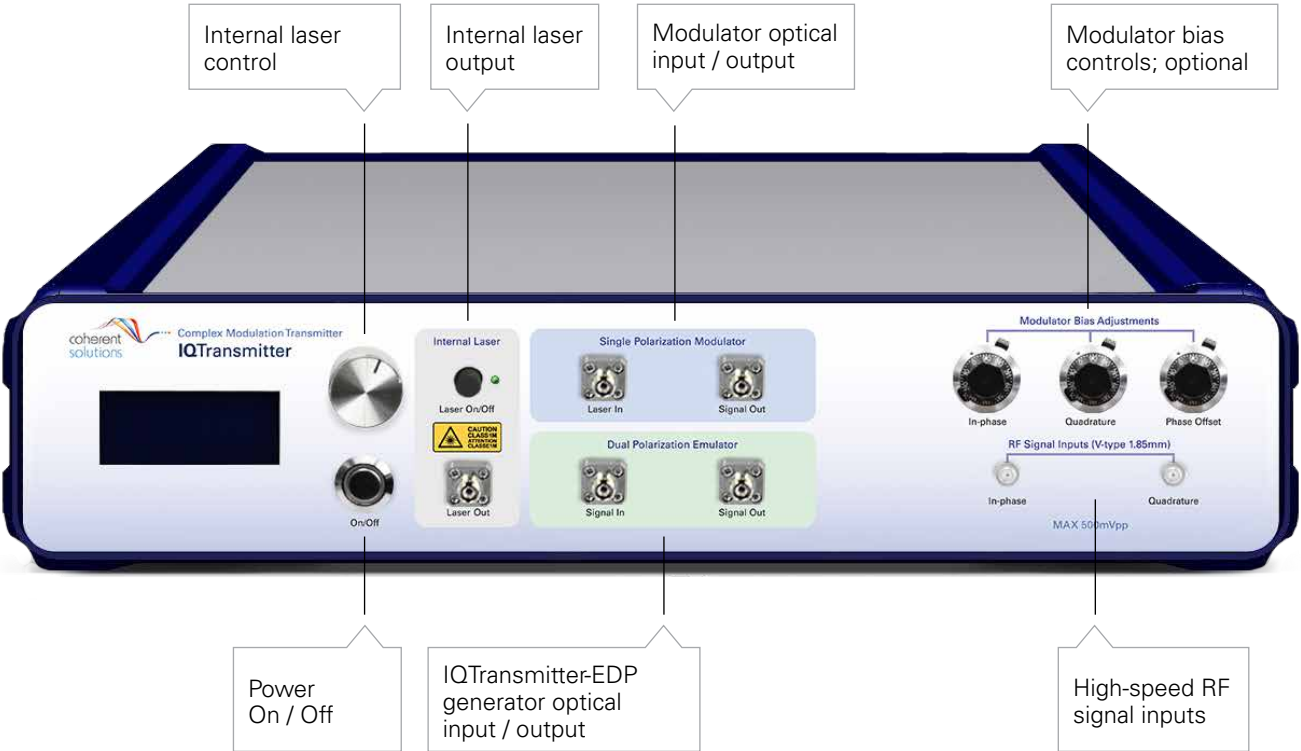 Internal laser
control
Internal laser
output
Modulator optical
input / output
Modulator bias
controls; optional
coherent
solutions
Complex Modulation Transmitter
IQTransmitter
On/Off
Internal Laser
Laser On/Off
CAUTION
CLASS1M
ATTENTION
CLASSE1M
Laser Out
Single Polarization Modulator
Laser In
Signal Out
Dual Polarization Emulator
Signal In
Signal Out
Modulator Bias Adjustments
In-phase
Quadrature
Phase Offset
RF Signal Inputs (V-type 1.85mm)
In-phase
Quadrature
MAX 500mVpp
Power
On / Off
IQTransmitter-EDP
generator optical
input / output
High-speed RF
signal inputs